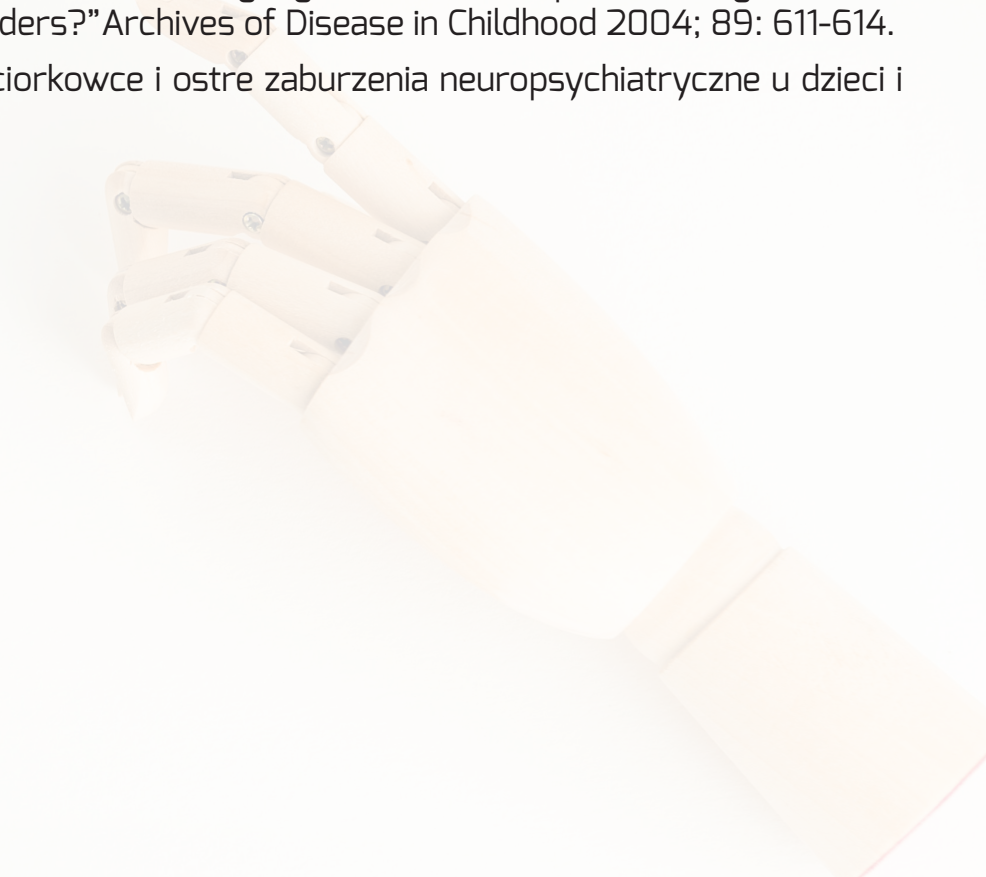 ders?”Archives of Disease in Childhood 2004; 89: 611-614.
ciorkowce i ostre zaburzenia neuropsychiatryczne u dzieci i